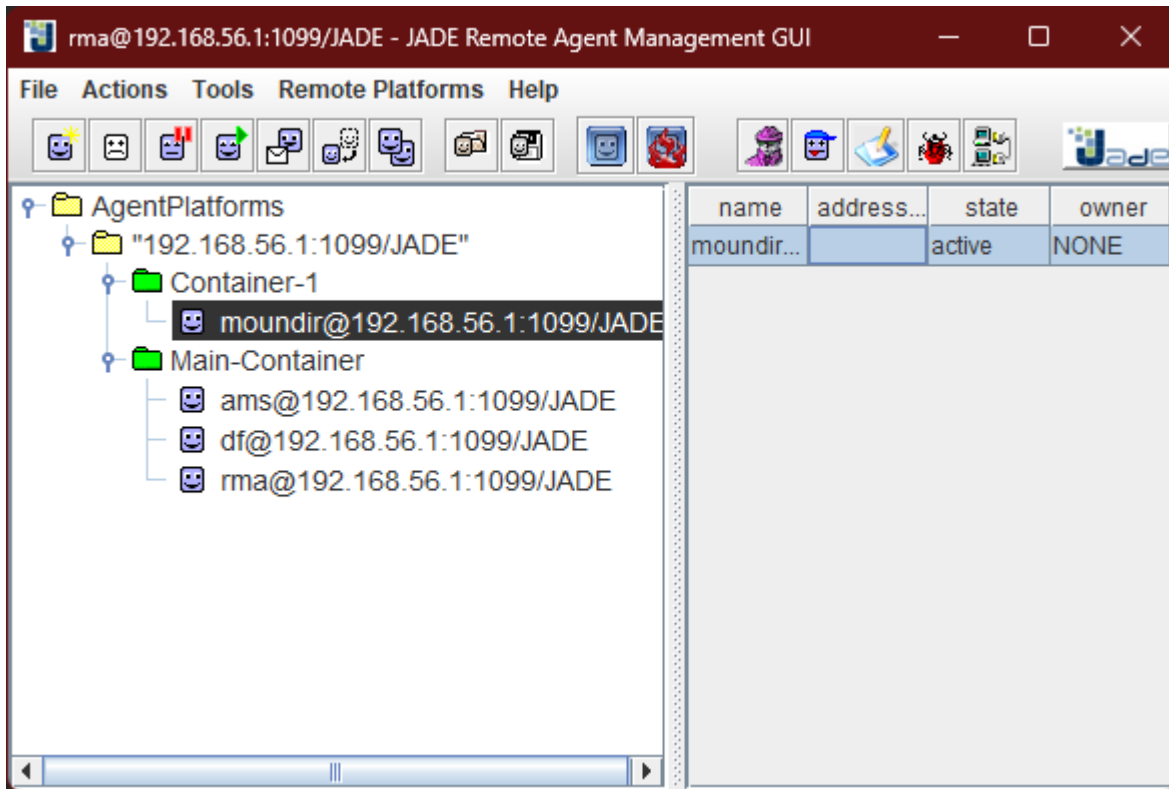 rma@192.168.56.1:1099/JADE - JADE Remote Agent Management GUI
File Actions Tools Remote Platforms Help
Jade
AgentPlatforms
"192.168.56.1:1099/JADE"
Container-1
moundir@192.168.56.1:1099/JADE
Main-Container
ams@192.168.56.1:1099/JADE
df@192.168.56.1:1099/JADE
rma@192.168.56.1:1099/JADE
name address... state owner
moundir... active NONE